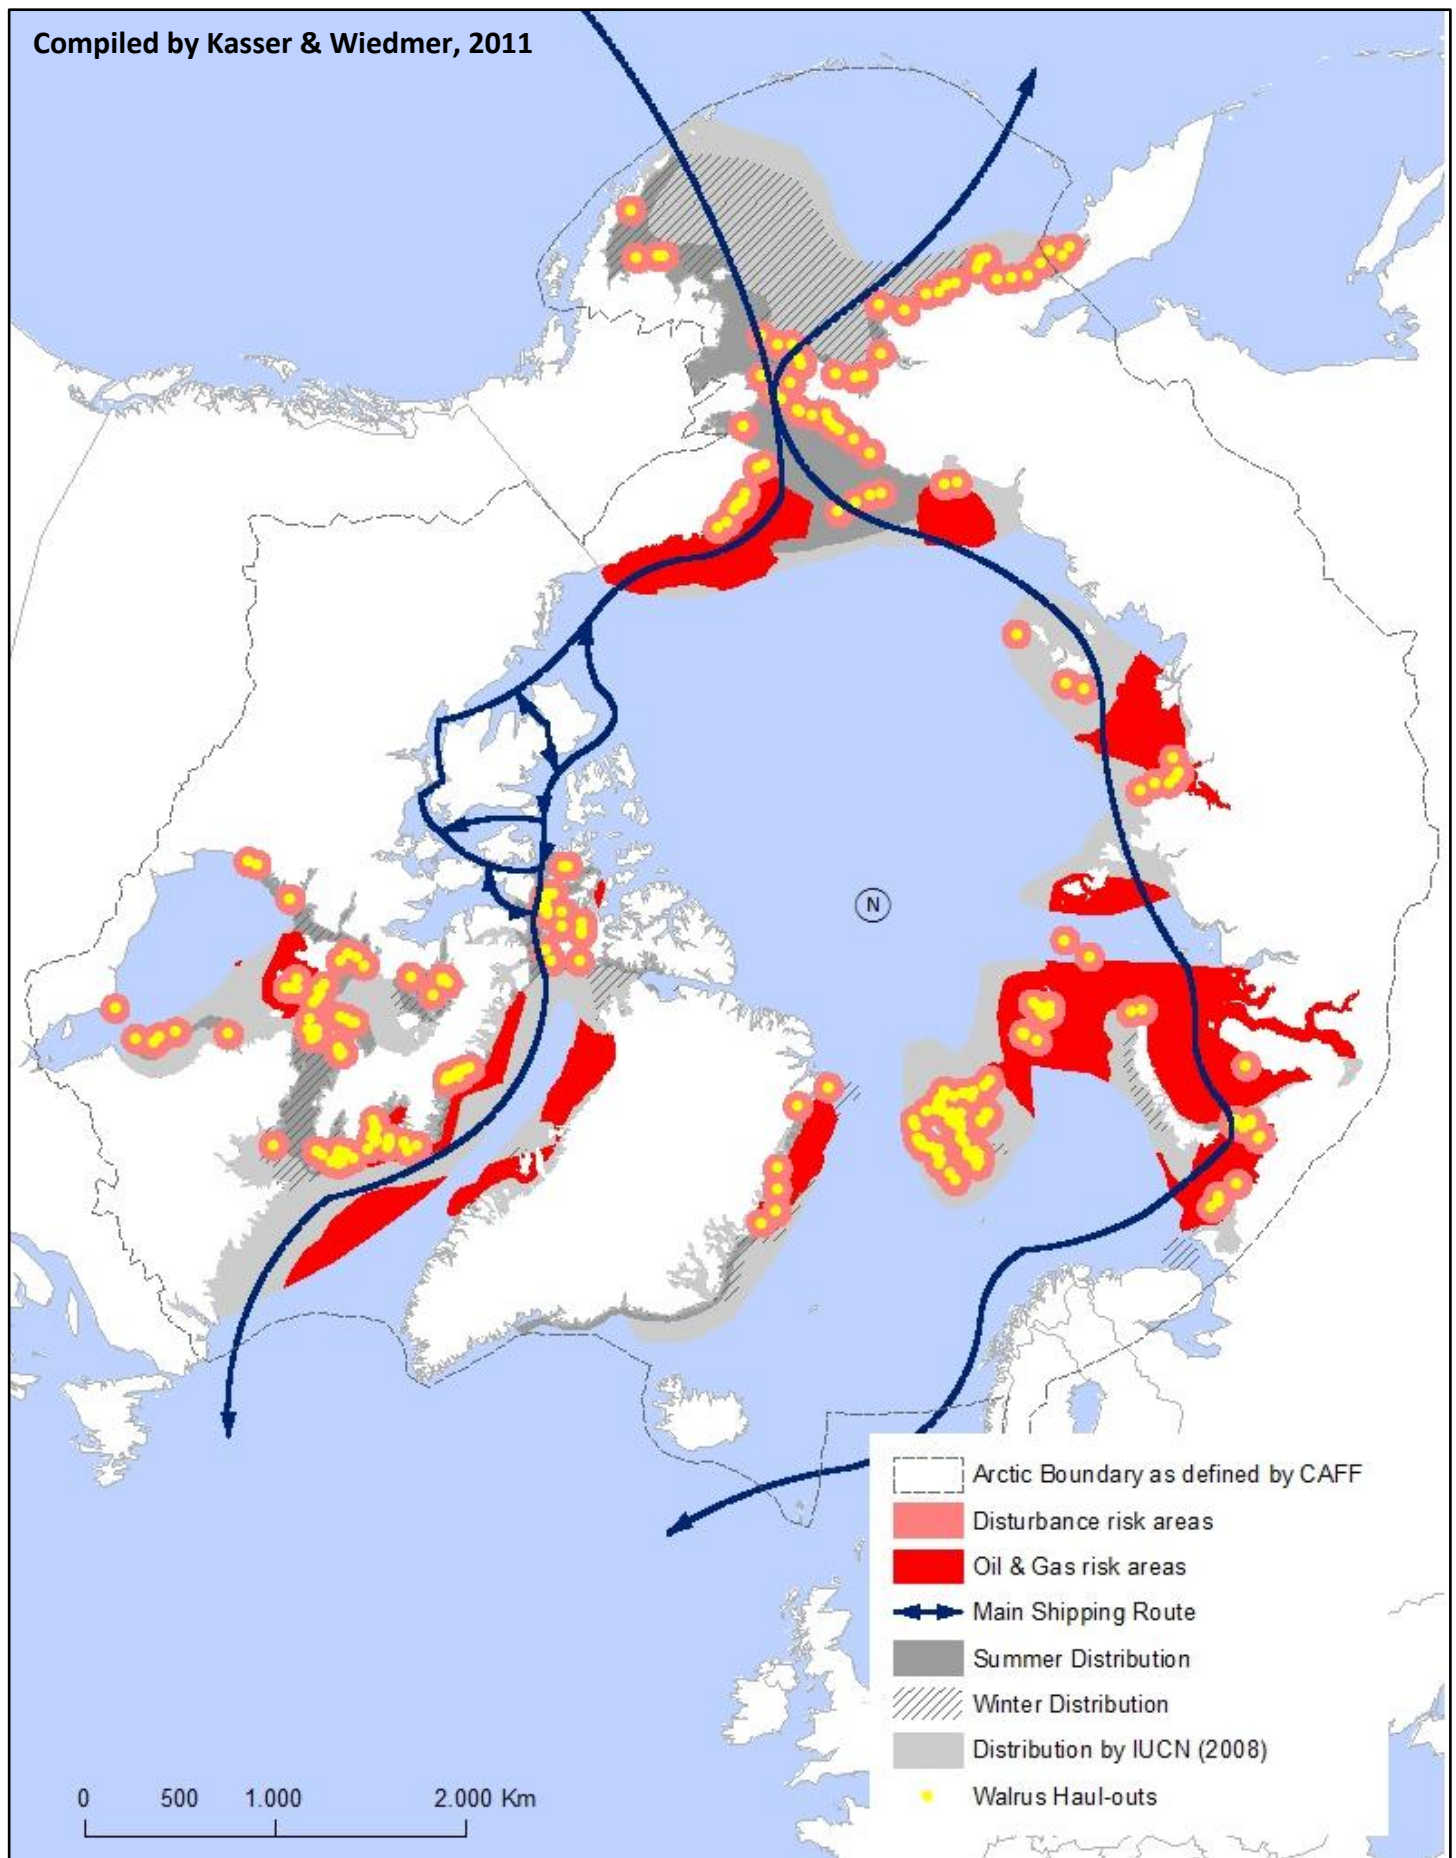 Compiled by Kasser & Wiedmer, 2011
N
Arctic Boundary as defined by CAFF
Disturbance risk areas
Oil & Gas risk areas
Main Shipping Route
Summer Distribution
Winter Distribution
Distribution by IUCN (2008)
Walrus Haul-outs
0 500 1.000 2.000 Km